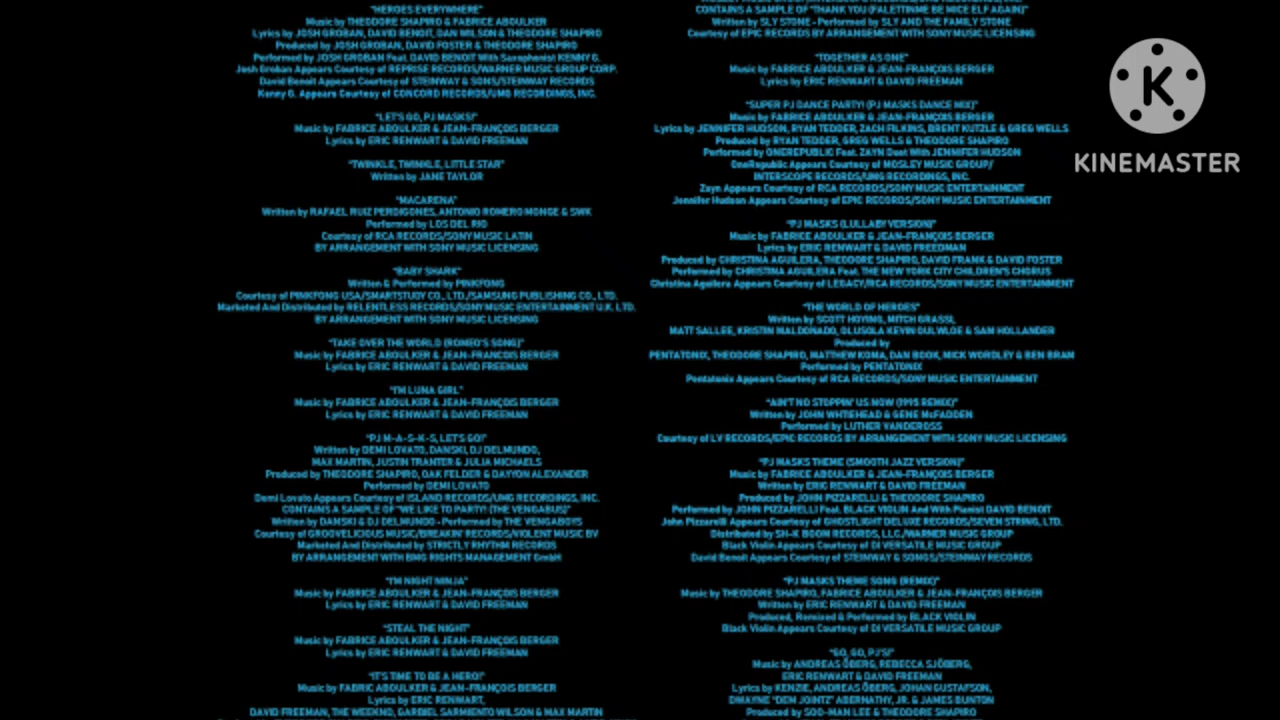 "HEROES EVERYWHERE"
Music by THEODORE SHAPIRO & FABRICE ABOULKER
Lyrics by JOSH GROBAN, DAVID BENOIT, DAN WILSON & THEODORE SHAPIRO
Produced by JOSH GROBAN, DAVID FOSTER & THEODORE SHAPIRO
Performed by JOSH GROBAN Feat. DAVID BENOIT With Saxophonist KENNY G.
Josh Groban Appears Courtesy of REPRISE RECORDS/WARNER MUSIC GROUP CORP.
David Benoit Appears Courtesy of STEINWAY & SONS/STEINWAY RECORDS
Kenny G. Appears Courtesy of CONCORD RECORDS/UMG RECORDINGS, INC.
"LET'S GO, PJ MASKS!"
Music by FABRICE ABOULKER & JEAN-FRANÇOIS BERGER
Lyrics by ERIC RENWART & DAVID FREEMAN
"TWINKLE, TWINKLE, LITTLE STAR"
Written by JANE TAYLOR
"MACARENA"
Written by RAFAEL RUIZ PERDIGONES, ANTONIO ROMERO MONGE & SWK
Performed by LOS DEL RIO
Courtesy of RCA RECORDS/SONY MUSIC LATIN
BY ARRANGEMENT WITH SONY MUSIC LICENSING
"BABY SHARK"
Written & Performed by PINKFONG
Courtesy of PINKFONG USA/SMARTSTUDY CO., LTD./SAMSUNG PUBLISHING CO., LTD.
Marketed And Distributed by RELENTLESS RECORDS/SONY MUSIC ENTERTAINMENT U.K. LTD.
BY ARRANGEMENT WITH SONY MUSIC LICENSING
"TAKE OVER THE WORLD (ROMEO'S SONG)"
Music by FABRICE ABOULKER & JEAN-FRANCOIS BERGER
Lyrics by ERIC RENWART & DAVID FREEMAN
"I'M LUNA GIRL"
Music by FABRICE ABOULKER & JEAN-FRANÇOIS BERGER
Lyrics by ERIC RENWART & DAVID FREEMAN
"PJ M-A-S-K-S, LET'S GO!"
Written by DEMI LOVATO, DANSKI, DJ DELMUNDO,
MAX MARTIN, JUSTIN TRANTER & JULIA MICHAELS
Produced by THEODORE SHAPIRO, OAK FELDER & DAYYON ALEXANDER
Performed by DEMI LOVATO
Demi Lovato Appears Courtesy of ISLAND RECORDS/UMG RECORDINGS, INC.
CONTAINS A SAMPLE OF "WE LIKE TO PARTY! (THE VENGABUS)"
Written by DANSKI & DJ DELMUNDO - Performed by THE VENGABOYS
Courtesy of GROOVELICIOUS MUSIC/BREAKIN' RECORDS/VIOLENT MUSIC BV
Marketed And Distributed by STRICTLY RHYTHM RECORDS
BY ARRANGEMENT WITH BMG RIGHTS MANAGEMENT GmbH
"I'M NIGHT NINJA"
Music by FABRICE ABOULKER & JEAN-FRANÇOIS BERGER
Lyrics by ERIC RENWART & DAVID FREEMAN
"STEAL THE NIGHT"
Music by FABRICE ABOULKER & JEAN-FRANÇOIS BERGER
Lyrics by ERIC RENWART & DAVID FREEMAN
"IT'S TIME TO BE A HERO!"
Music by FABRIC ABOULKER & JEAN-FRANÇOIS BERGER
Lyrics by ERIC RENWART,
DAVID FREEMAN, THE WEEKND, GARBIEL SARMIENTO WILSON & MAX MARTIN
CONTAINS A SAMPLE OF "THANK YOU (FALETTINME BE MICE ELF AGAIN)"
Written by SLY STONE - Performed by SLY AND THE FAMILY STONE
Courtesy of EPIC RECORDS BY ARRANGEMENT WITH SONY MUSIC LICENSING
"TOGETHER AS ONE"
Music by FABRICE ABOULKER & JEAN-FRANÇOIS BERGER
Lyrics by ERIC RENWART & DAVID FREEMAN
"SUPER PJ DANCE PARTY! (PJ MASKS DANCE MIX)"
Music by FABRICE ABOULKER & JEAN-FRANÇOIS BERGER
Lyrics by JENNIFER HUDSON, RYAN TEDDER, ZACH FILKINS, BRENT KUTZLE & GREG WELLS
Produced by RYAN TEDDER, GREG WELLS & THEODORE SHAPIRO
Performed by ONEREPUBLIC Feat. ZAYN Duet With JENNIFER HUDSON
OneRepublic Appears Courtesy of MOSLEY MUSIC GROUP/
INTERSCOPE RECORDS/UMG RECORDINGS, INC.
Zayn Appears Courtesy of RCA RECORDS/SONY MUSIC ENTERTAINMENT
Jennifer Hudson Appears Courtesy of EPIC RECORDS/SONY MUSIC ENTERTAINMENT
"PJ MASKS (LULLABY VERSION)"
Music by FABRICE ABOULKER & JEAN-FRANÇOIS BERGER
Lyrics by ERIC RENWART & DAVID FREEDMAN
Produced by CHRISTINA AGUILERA, THEODORE SHAPIRO, DAVID FRANK & DAVID FOSTER
Performed by CHRISTINA AGUILERA Feat. THE NEW YORK CITY CHILDREN'S CHORUS
Christina Aguilera Appears Courtesy of LEGACY/RCA RECORDS/SONY MUSIC ENTERTAINMENT
"THE WORLD OF HEROES"
Written by SCOTT HOYING, MITCH GRASSI,
MATT SALLEE, KRISTIN MALDONADO, OLUSOLA KEVIN OULWLOE & SAM HOLLANDER
Produced by
PENTATONIX, THEODORE SHAPIRO, MATTHEW KOMA, DAN BOOK, MICK WORDLEY & BEN BRAM
Performed by PENTATONIX
Pentatonix Appears Courtesy of RCA RECORDS/SONY MUSIC ENTERTAINMENT
"AIN'T NO STOPPIN' US NOW (1995 REMIX)"
Written by JOHN WHITEHEAD & GENE McFADDEN
Performed by LUTHER VANDEROSS
Courtesy of LV RECORDS/EPIC RECORDS BY ARRANGEMENT WITH SONY MUSIC LICENSING
"PJ MASKS THEME (SMOOTH JAZZ VERSION)"
Music by FABRICE ABOULKER & JEAN-FRANÇOIS BERGER
Written by ERIC RENWART & DAVID FREEMAN
Produced by JOHN PIZZARELLI & THEODORE SHAPIRO
Performed by JOHN PIZZARELLI Feat. BLACK VIOLIN And With Pianist DAVID BENOIT
John Pizzarelli Appears Courtesy of GHOSTLIGHT DELUXE RECORDS/SEVEN STRING, LTD.
Distributed by SH-K BOOM RECORDS, LLC./WARNER MUSIC GROUP
Black Violin Appears Courtesy of DI VERSATILE MUSIC GROUP
David Benoit Appears Courtesy of STEINWAY & SONGS/STEINWAY RECORDS
"PJ MASKS THEME SONG (REMIX)"
Music by THEODORE SHAPIRO, FABRICE ABOULKER & JEAN-FRANÇOIS BERGER
Written by ERIC RENWART & DAVID FREEMAN
Produced, Remixed & Performed by BLACK VIOLIN
Black Violin Appears Courtesy of DI VERSATILE MUSIC GROUP
"GO, GO, PJ'S!"
Music by ANDREAS ÖBERG, REBECCA SJÖBERG,
ERIC RENWART & DAVID FREEMAN
Lyrics by KENZIE, ANDREAS ÖBERG, JOHAN GUSTAFSON,
DWAYNE "DEM JOINTZ" ABERNATHY, JR. & JAMES BUNTON
Produced by SOO-MAN LEE & THEODORE SHAPIRO
K
KINEMASTER